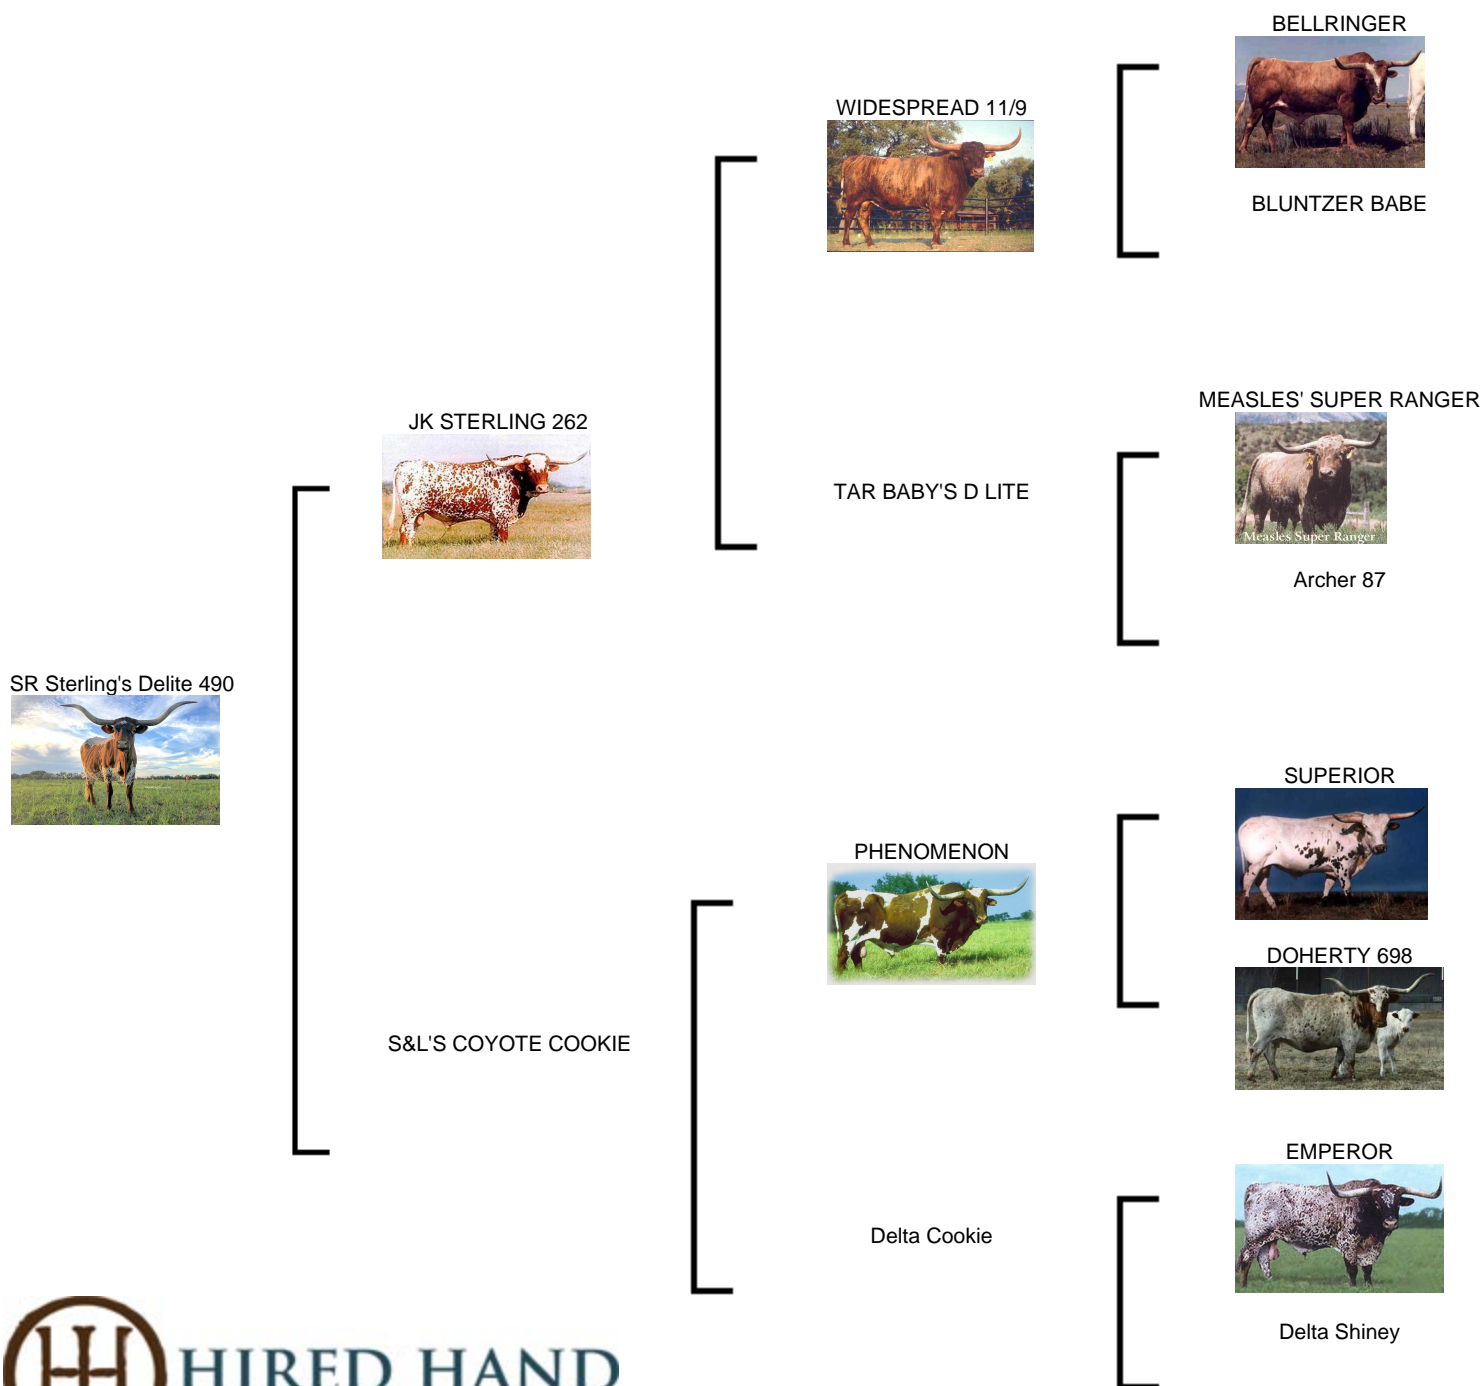 BELLRINGER
WIDESPREAD 11/9
BLUNTZER BABE
MEASLES' SUPER RANGER
JK STERLING 262
TAR BABY'S D LITE
Measles Super Ranger
Archer 87
SR Sterling's Delite 490
SUPERIOR
PHENOMENON
DOHERTY 698
S&L'S COYOTE COOKIE
EMPEROR
Delta Cookie
Delta Shiney
HIRED HAND